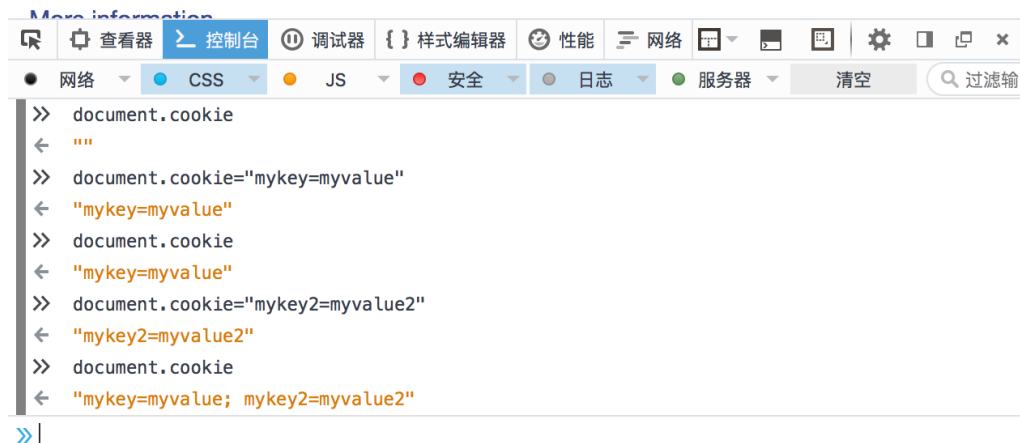 More information
查看器 控制台 调试器 { } 样式编辑器 性能 网络
网络 CSS JS 安全 日志 服务器 清空 过滤输
» document.cookie
← ""
» document.cookie="mykey=myvalue"
← "mykey=myvalue"
» document.cookie
← "mykey=myvalue"
» document.cookie="mykey2=myvalue2"
← "mykey2=myvalue2"
» document.cookie
← "mykey=myvalue; mykey2=myvalue2"
»